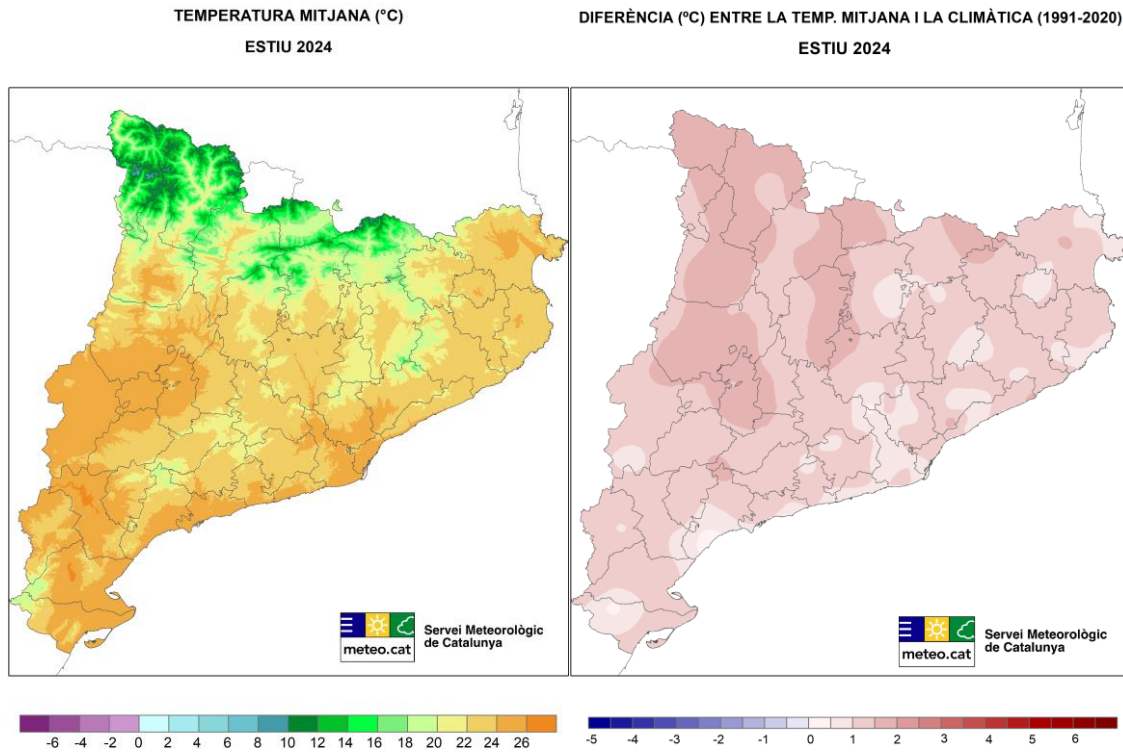 TEMPERATURA MITJANA (°C)
ESTIU 2024
DIFERÈNCIA (ºC) ENTRE LA TEMP. MITJANA I LA CLIMÀTICA (1991-2020)
ESTIU 2024
Servei Meteorològic
de Catalunya
meteo.cat
Servei Meteorològic
de Catalunya
meteo.cat
-6 -4 -2 0 2 4 6 8 10 12 14 16 18 20 22 24 26
-5 -4 -3 -2 -1 0 1 2 3 4 5 6